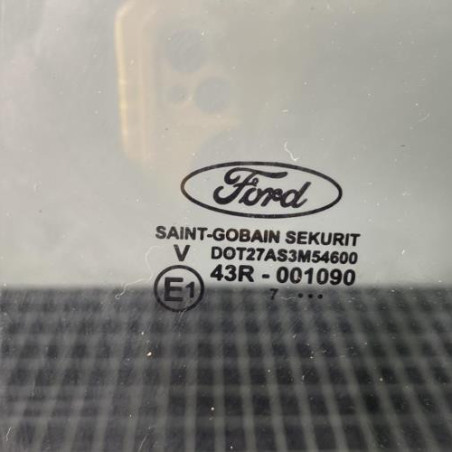 Ford
SAINT-GOBAIN SEKURIT
V DOT27AS3M54600
E1 43R - 001090
7 •••